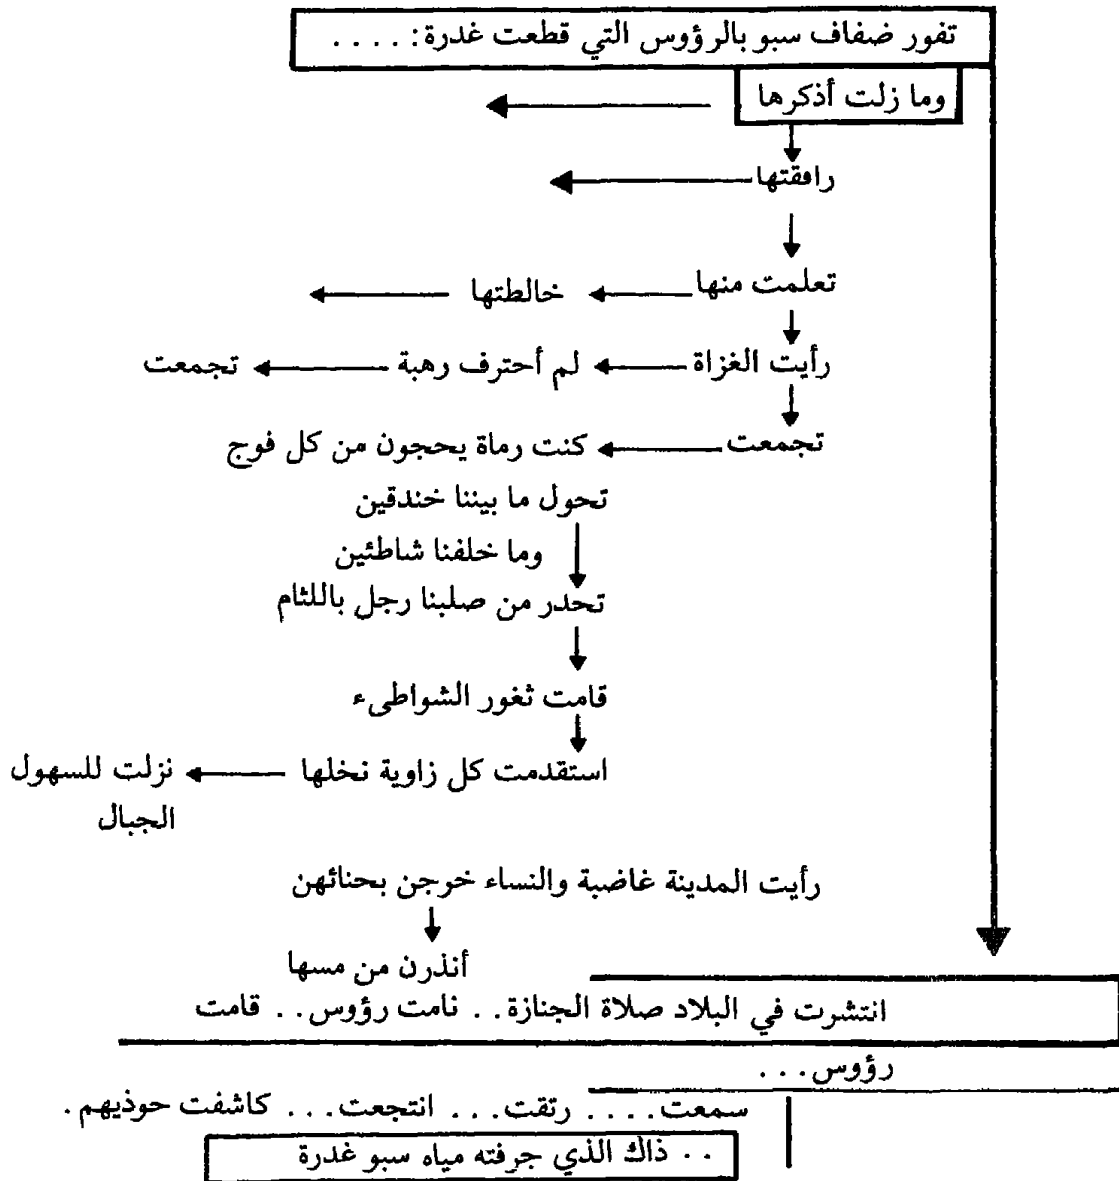 تفور ضفاف سبو بالرؤوس التي قطعت غدرة: . . . .
وما زلت أذكرها
رافقتها
تعلمت منها خالطتها
رأيت الغزاة لم أحترف رهبة تجمعت
تجمعت كنت رماة يحجون من كل فوج
تحول ما بيننا خندقين
وما خلفنا شاطئين
تحدر من صلبنا رجل باللثام
قامت ثغور الشواطىء
استقدمت كل زاوية نخلها نزلت للسهول
الجبال
رأيت المدينة غاضبة والنساء خرجن بحنائهن
أنذرن من مسها
انتشرت في البلاد صلاة الجنازة . . نامت رؤوس . . قامت
رؤوس . . .
سمعت . . . . رتقت . . . انتجعت . . . كاشفت حوذيهم .
. . ذاك الذي جرفته مياه سبو غدرة